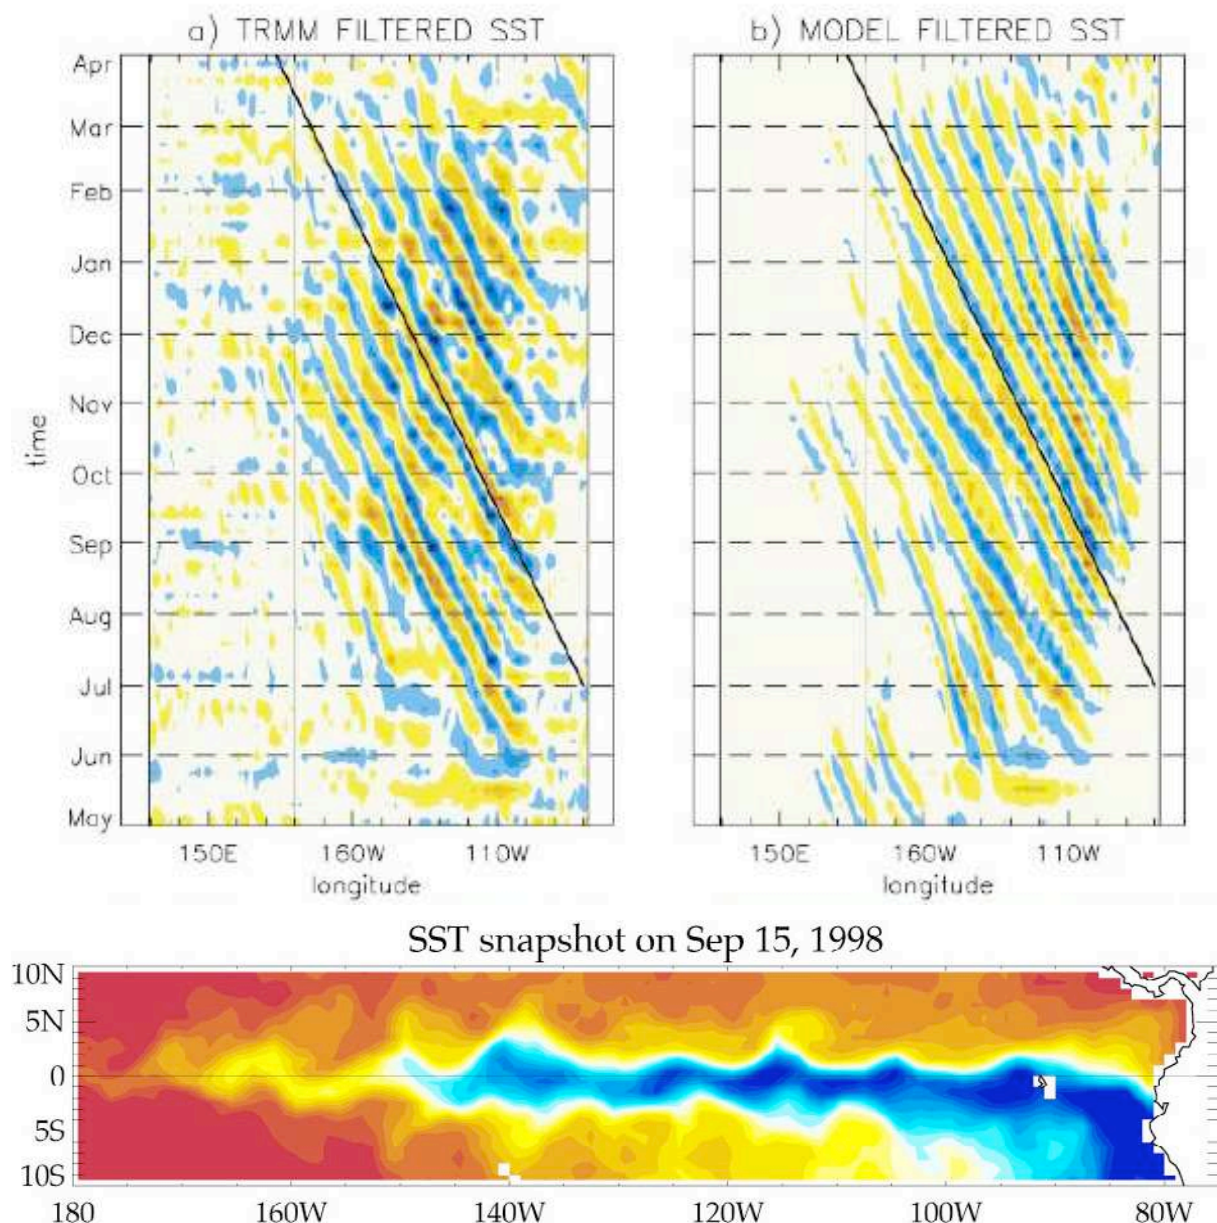 a) TRMM FILTERED SST
b) MODEL FILTERED SST
Apr
Mar
Feb
Jan
Dec
Nov
Oct
Sep
Aug
Jul
Jun
May
time
150E 160W 110W
longitude
150E 160W 110W
longitude
SST snapshot on Sep 15, 1998
10N
5N
0
5S
10S
180 160W 140W 120W 100W 80W